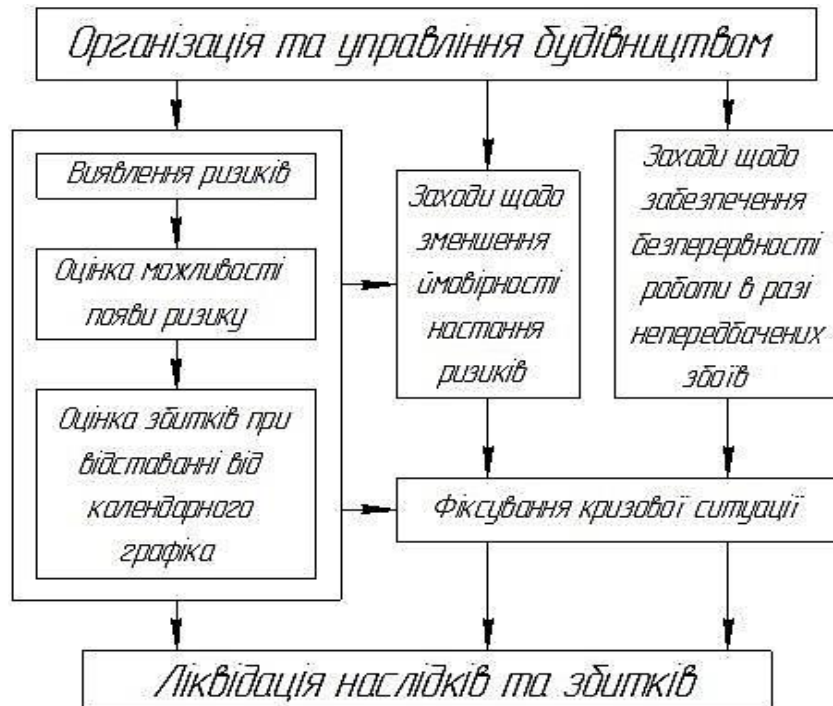 Організація та управління будівництвом
Виявлення ризиків
Оцінка можливості
появи ризику
Оцінка збитків при
відставанні від
календарного
графіка
Заходи щодо
зменшення
ймовірності
настання
ризиків
Заходи щодо
забезпечення
безперервності
роботи в разі
непередбачених
збоїв
Фіксування кризової ситуації
Ліквідація наслідків та збитків